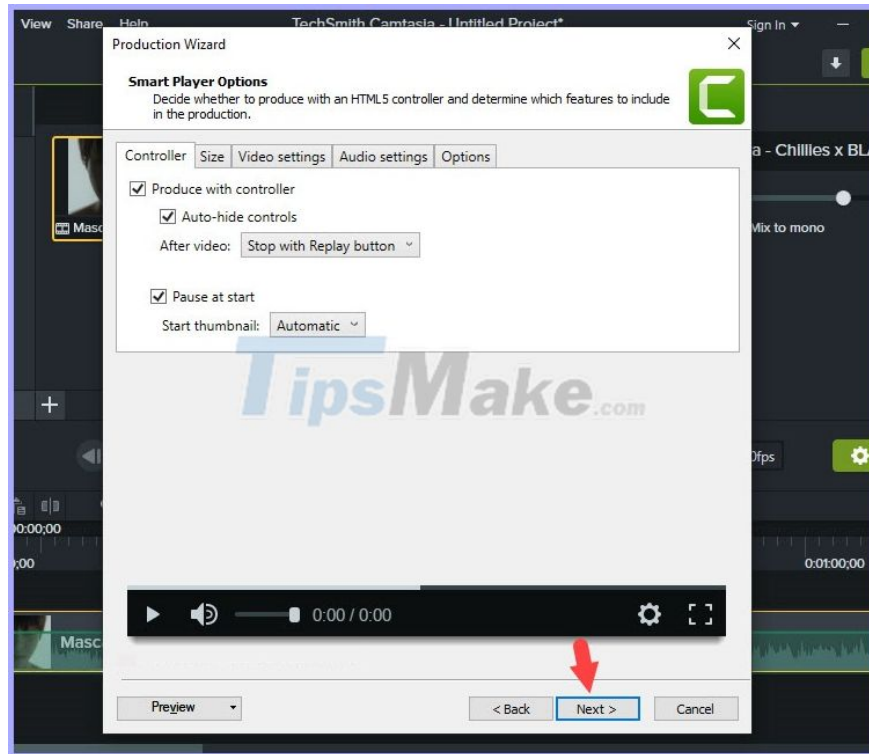 View Share Help TechSmith Camtasia - Untitled Project* Sign In
Production Wizard
Smart Player Options
Decide whether to produce with an HTML5 controller and determine which features to include
in the production.
Controller Size Video settings Audio settings Options
a - Chillies x BL
Produce with controller
Auto-hide controls
Masc Mix to mono
After video: Stop with Replay button
Pause at start
Start thumbnail: Automatic
TipsMake.com
0fps
00:00;00
;00 0:01:00;00
0:00 / 0:00
Masc
Preview < Back Next > Cancel